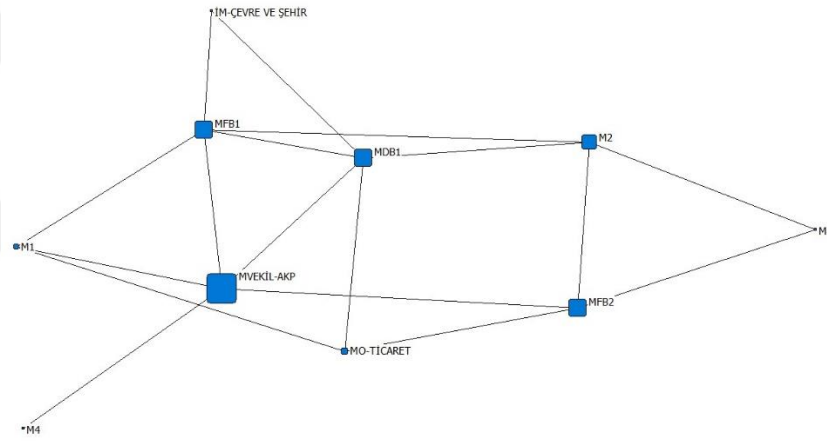 İM-ÇEVRE VE ŞEHİR
MFB1
M2
MDB1
M
M1
MVEKİL-AKP
MFB2
MO-TİCARET
M4